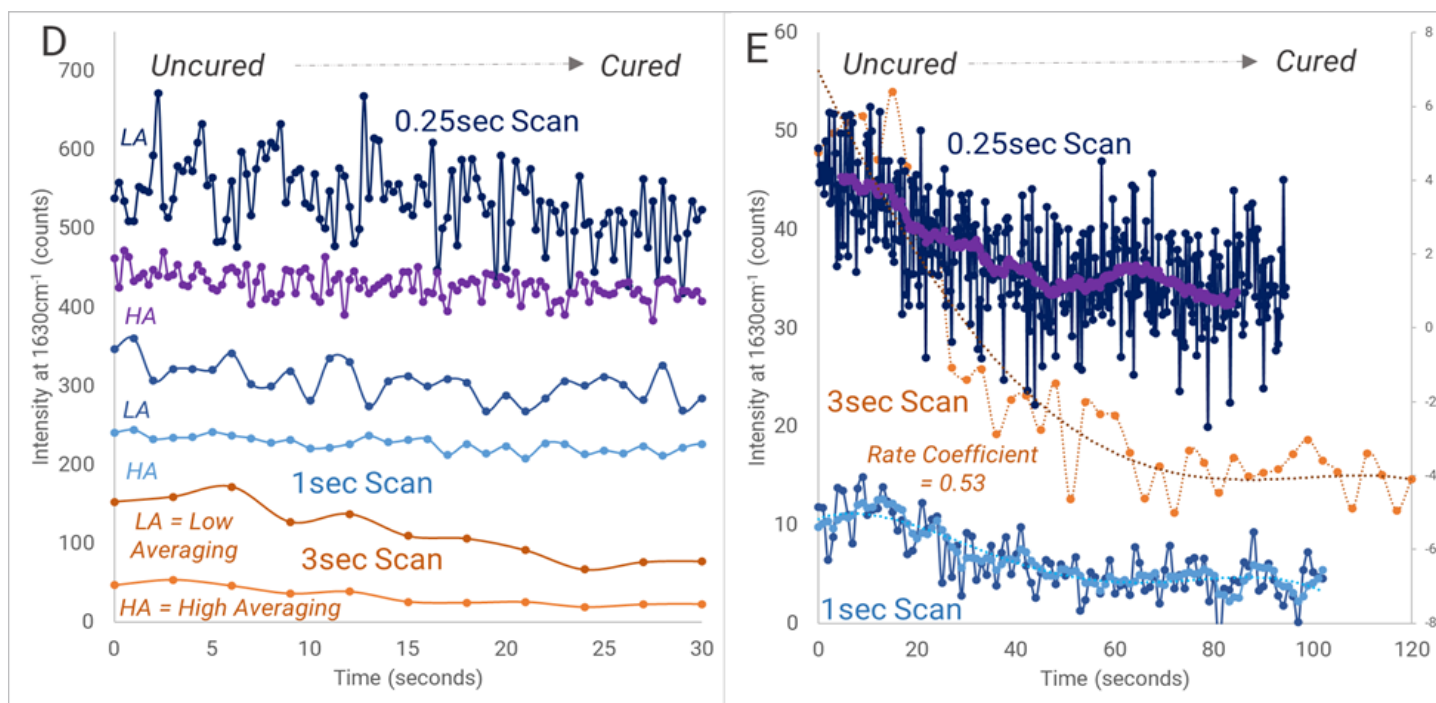 D
Uncured
Cured
LA
0.25sec Scan
HA
LA
HA
1sec Scan
LA = Low
Averaging
3sec Scan
HA = High Averaging
Intensity at 1630cm⁻¹ (counts)
700
600
500
400
300
200
100
0
0 5 10 15 20 25 30
Time (seconds)
E
Uncured
Cured
0.25sec Scan
3sec Scan
Rate Coefficient
= 0.53
1sec Scan
Intensity at 1630cm⁻¹ (counts)
60
50
40
30
20
10
0
8
6
4
2
0
-2
-4
-6
-8
0 20 40 60 80 100 120
Time (seconds)